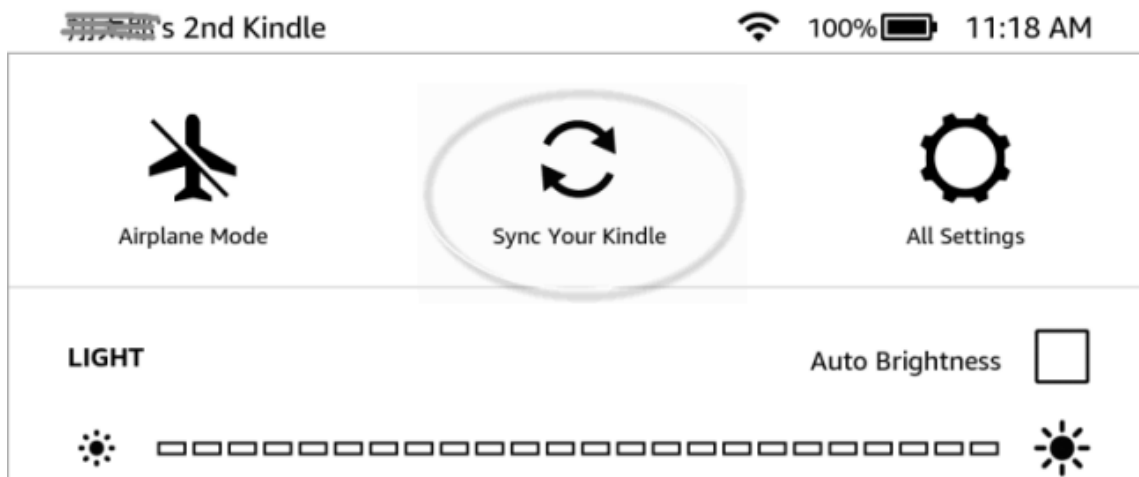 's 2nd Kindle 100% 11:18 AM
Airplane Mode Sync Your Kindle All Settings
LIGHT Auto Brightness